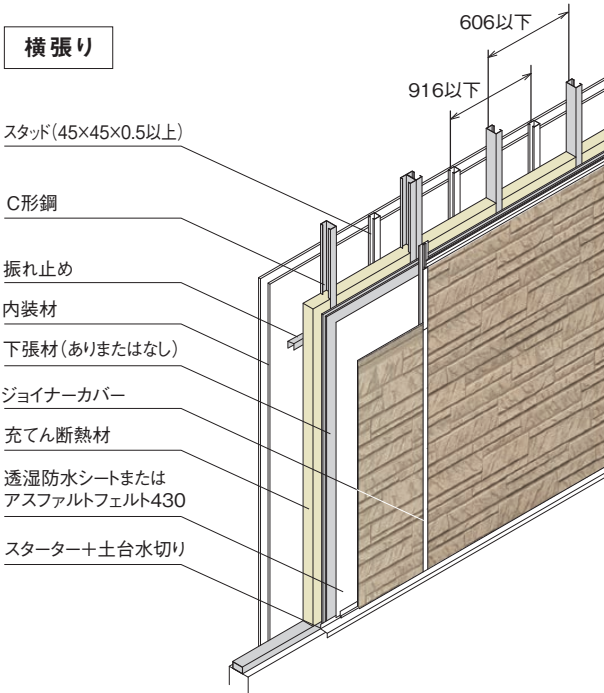 横張り
606以下
916以下
スタッド(45×45×0.5以上)
C形鋼
振れ止め
内装材
下張材(ありまたはなし)
ジョイナーカバー
充てん断熱材
透湿防水シートまたは
アスファルトフェルト430
スターター+土台水切り